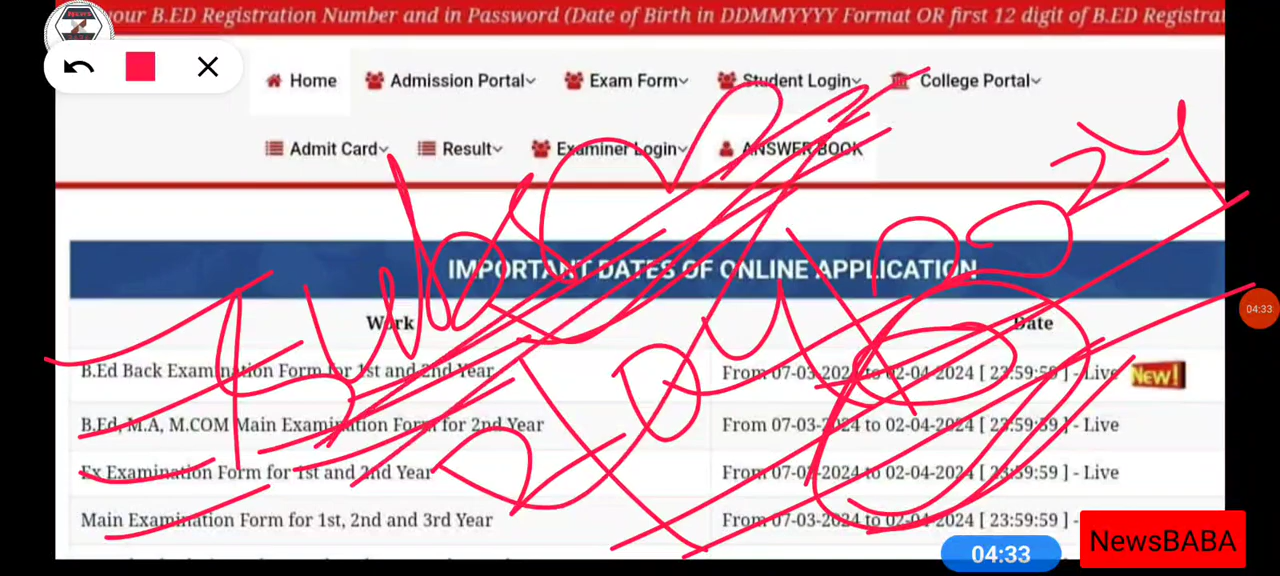 your B.ED Registration Number and in Password (Date of Birth in DDMMYYYY Format OR first 12 digit of B.ED Registra
Home Admission Portal Exam Form Student Login College Portal
Admit Card Result Examiner Login ANSWER BOOK
IMPORTANT DATES OF ONLINE APPLICATION
Work Date
B.Ed Back Examination Form for 1st and 2nd Year From 07-03-2024 to 02-04-2024 [ 23:59:59 ] - Live NEW!
B.Ed, M.A, M.COM Main Examination Form for 2nd Year From 07-03-2024 to 02-04-2024 [ 23:59:59 ] - Live
Ex Examination Form for 1st and 2nd Year From 07-03-2024 to 02-04-2024 [ 23:59:59 ] - Live
Main Examination Form for 1st, 2nd and 3rd Year From 07-03-2024 to 02-04-2024 [ 23:59:59 ] -
04:33
04:33
NewsBABA